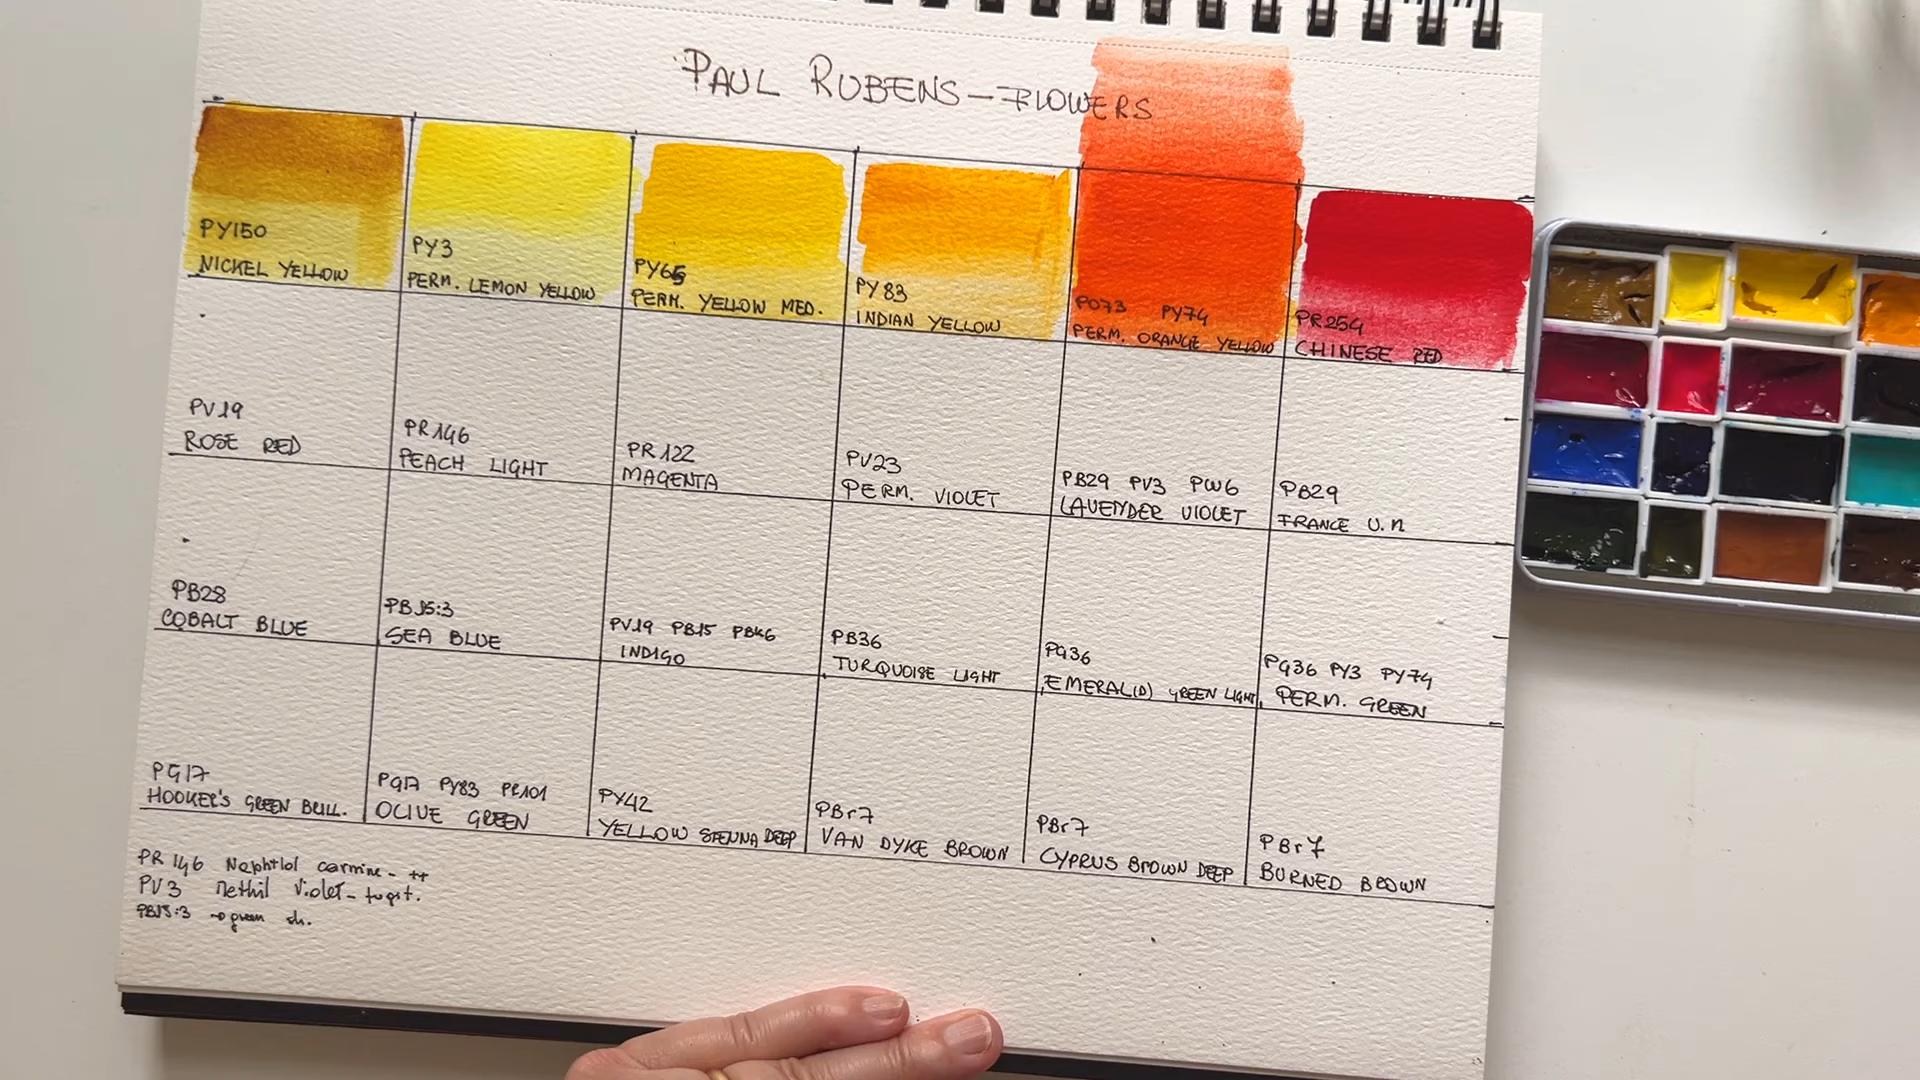 PAUL RUBENS — FLOWERS
PY150
NICKEL YELLOW
PY3
PERM. LEMON YELLOW
PY65
PERM. YELLOW MED.
PY83
INDIAN YELLOW
PO73 PY74
PERM. ORANGE YELLOW
PR254
CHINESE RED
PV19
ROSE RED
PR146
PEACH LIGHT
PR122
MAGENTA
PV23
PERM. VIOLET
PB29 PV3 PW6
LAVENDER VIOLET
PB29
FRANCE U.M
PB28
COBALT BLUE
PB15:3
SEA BLUE
PV19 PB15
INDIGO
PB36
TURQUOISE LIGHT
PG36
EMERAL(D) GREEN LIGHT
PG36 PY3 PY74
PERM. GREEN
PG17
HOOKER'S GREEN BRILL.
PG17 PY83 PR101
OLIVE GREEN
PY42
YELLOW SIENNA DEEP
PBr7
VAN DYKE BROWN
PBr7
CYPRUS BROWN DEEP
PBr7
BURNED BROWN
PR 146 Naphtlol carmine - ++
PV3 Methil Violet -
PB15:3 → green sh.